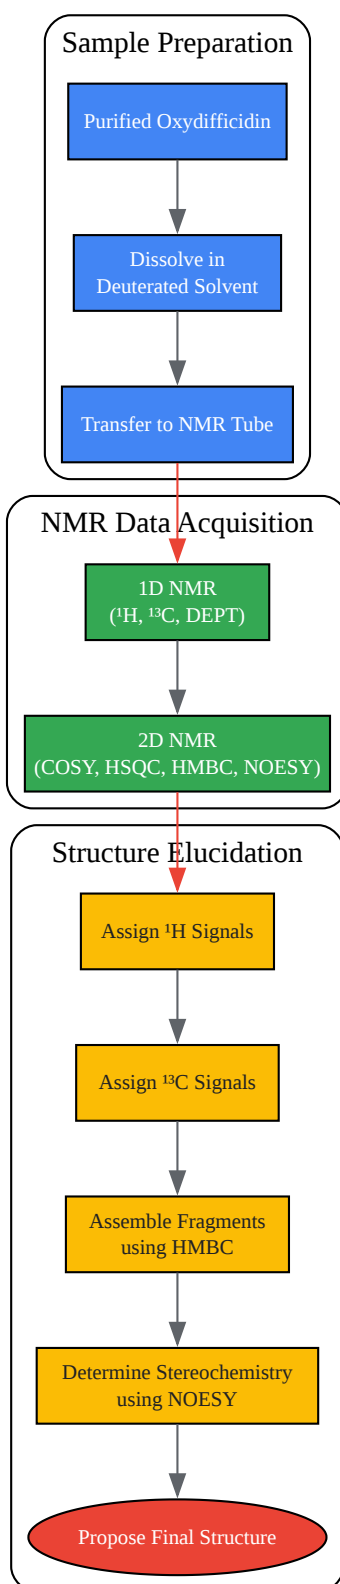 Sample Preparation
Purified Oxydifficidin
Dissolve in
Deuterated Solvent
Transfer to NMR Tube
NMR Data Acquisition
1D NMR
(¹H, ¹³C, DEPT)
2D NMR
(COSY, HSQC, HMBC, NOESY)
Structure Elucidation
Assign ¹H Signals
Assign ¹³C Signals
Assemble Fragments
using HMBC
Determine Stereochemistry
using NOESY
Propose Final Structure